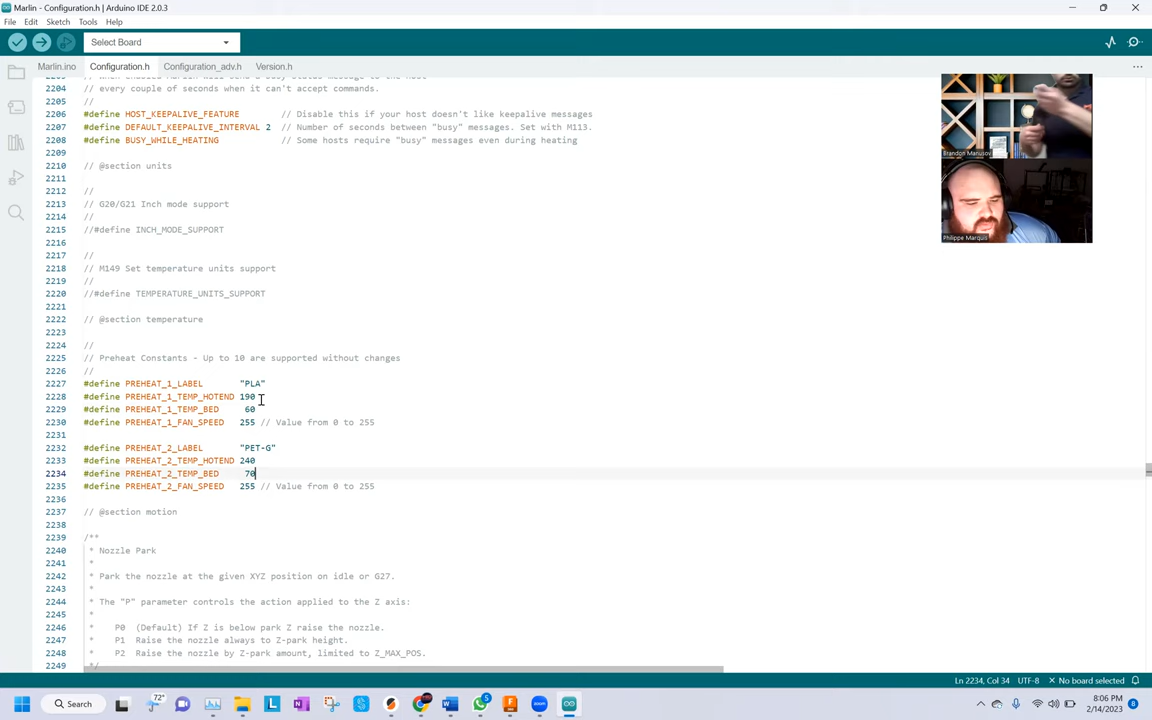 Marlin - Configuration.h | Arduino IDE 2.0.3
File Edit Sketch Tools Help
Select Board
Marlin.ino Configuration.h Configuration_adv.h Version.h
2204 // every couple of seconds when it can't accept commands.
2205 //
2206 #define HOST_KEEPALIVE_FEATURE // Disable this if your host doesn't like keepalive messages
2207 #define DEFAULT_KEEPALIVE_INTERVAL 2 // Number of seconds between "busy" messages. Set with M113.
2208 #define BUSY_WHILE_HEATING // Some hosts require "busy" messages even during heating
2209
2210 // @section units
2211
2212 //
2213 // G20/G21 Inch mode support
2214 //
2215 //#define INCH_MODE_SUPPORT
2216
2217 //
2218 // M149 Set temperature units support
2219 //
2220 //#define TEMPERATURE_UNITS_SUPPORT
2221
2222 // @section temperature
2223
2224 //
2225 // Preheat Constants - Up to 10 are supported without changes
2226 //
2227 #define PREHEAT_1_LABEL "PLA"
2228 #define PREHEAT_1_TEMP_HOTEND 190
2229 #define PREHEAT_1_TEMP_BED 60
2230 #define PREHEAT_1_FAN_SPEED 255 // Value from 0 to 255
2231
2232 #define PREHEAT_2_LABEL "PET-G"
2233 #define PREHEAT_2_TEMP_HOTEND 240
2234 #define PREHEAT_2_TEMP_BED 70
2235 #define PREHEAT_2_FAN_SPEED 255 // Value from 0 to 255
2236
2237 // @section motion
2238
2239 /**
2240 * Nozzle Park
2241 *
2242 * Park the nozzle at the given XYZ position on idle or G27.
2243 *
2244 * The "P" parameter controls the action applied to the Z axis:
2245 *
2246 * P0 (Default) If Z is below park Z raise the nozzle.
2247 * P1 Raise the nozzle always to Z-park height.
2248 * P2 Raise the nozzle by Z-park amount, limited to Z_MAX_POS.
2249 */
Brandon Manusov
Philippe Marquis
Ln 2234, Col 34 UTF-8 No board selected
Search
72°
5
8:06 PM
2/14/2023
8